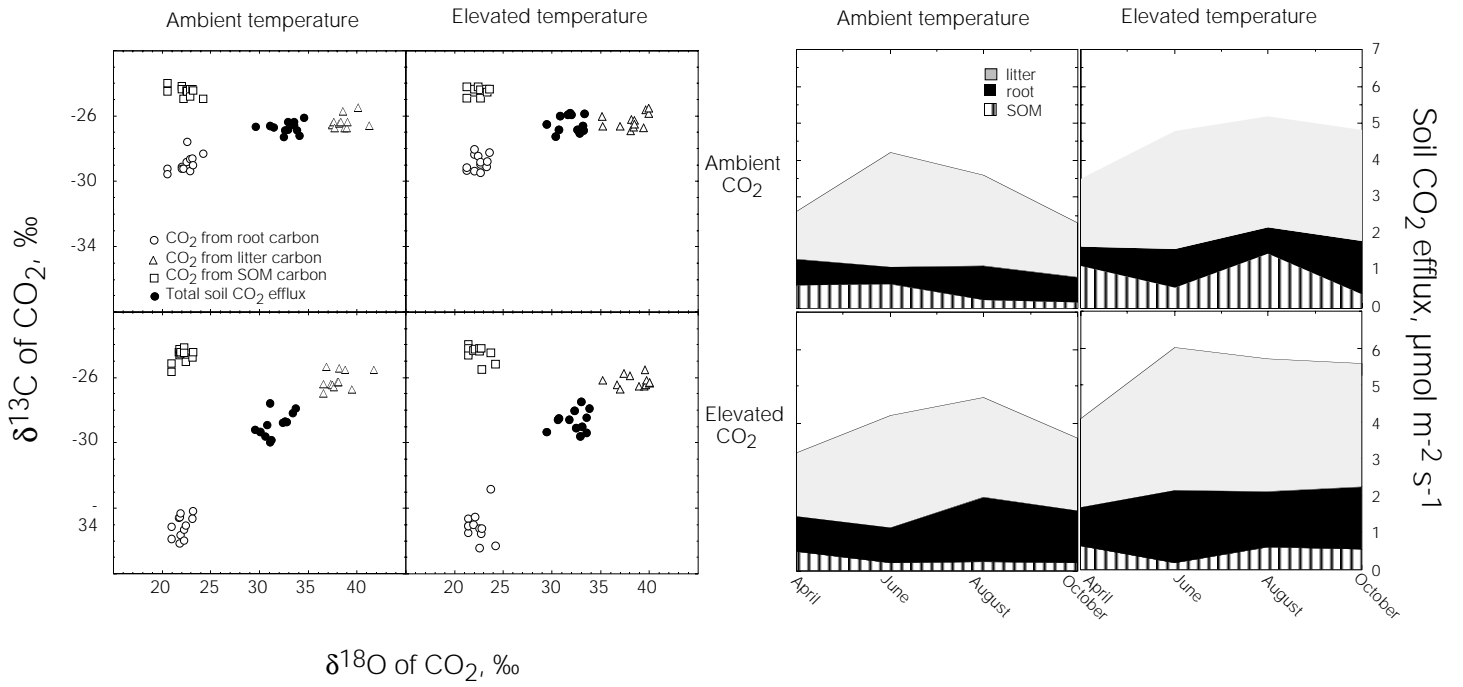 Ambient temperature
Elevated temperature
-26
-30
-34
○ CO2 from root carbon
△ CO2 from litter carbon
□ CO2 from SOM carbon
● Total soil CO2 efflux
-26
-30
-
34
20 25 30 35 40
20 25 30 35 40
δ13C of CO2, ‰
δ18O of CO2, ‰
Ambient temperature
Elevated temperature
litter
root
SOM
Ambient
CO2
Elevated
CO2
7
6
5
4
3
2
1
0
6
5
4
3
2
1
0
April June August October
April June August October
Soil CO2 efflux, µmol m-2 s-1